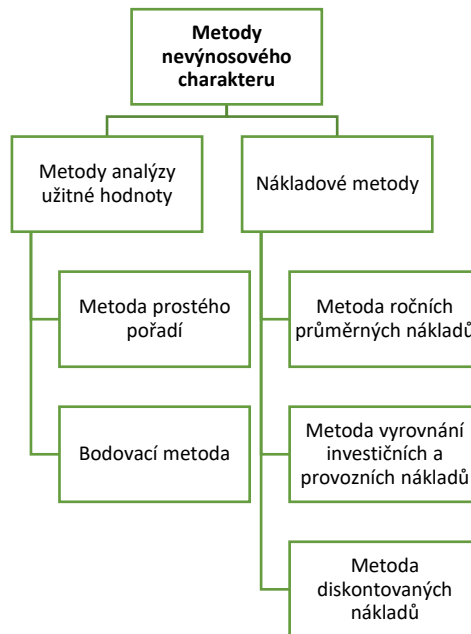 Metody
nevýnosového
charakteru
Metody analýzy
užitné hodnoty
Nákladové metody
Metoda prostého
pořadí
Metoda ročních
průměrných nákladů
Bodovací metoda
Metoda vyrovnání
investičních a
provozních nákladů
Metoda
diskontovaných
nákladů